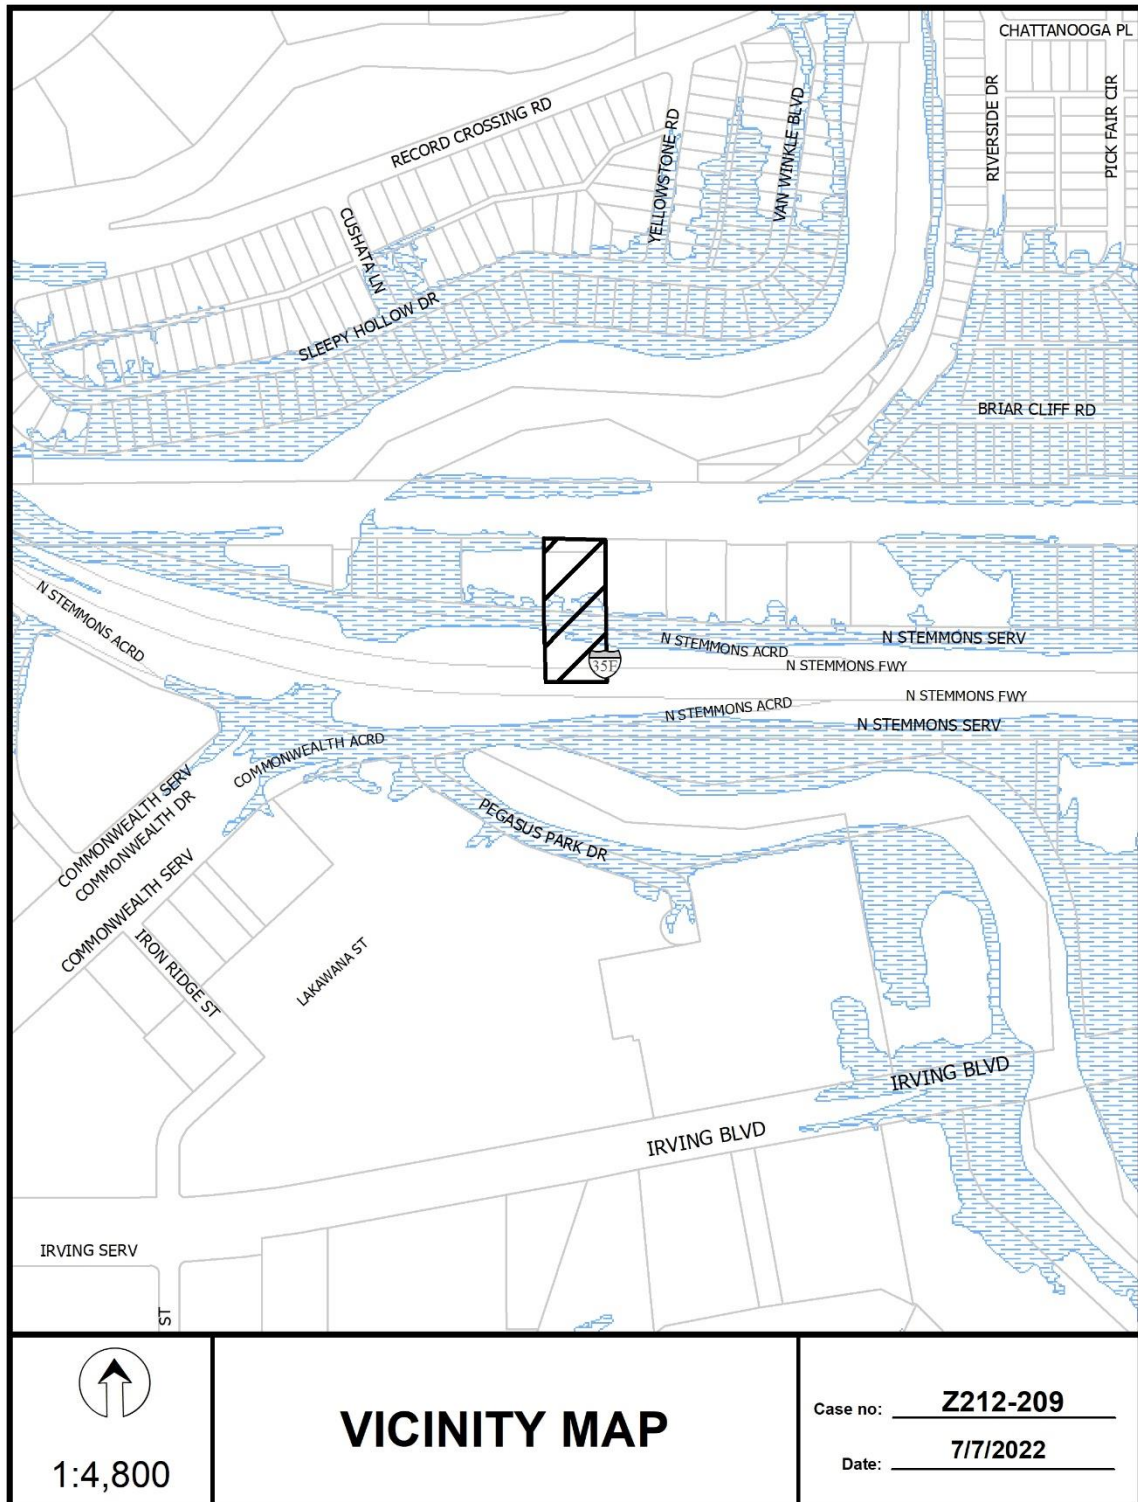 CHATTANOOGA PL
RIVERSIDE DR
PICK FAIR CIR
RECORD CROSSING RD
YELLOWSTONE RD
VAN WINKLE BLVD
CUSHATA LN
SLEEPY HOLLOW DR
BRIAR CLIFF RD
N STEMMONS ACRD
N STEMMONS ACRD
N STEMMONS SERV
35E
N STEMMONS FWY
N STEMMONS FWY
N STEMMONS ACRD
N STEMMONS SERV
COMMONWEALTH ACRD
COMMONWEALTH SERV
COMMONWEALTH DR
COMMONWEALTH SERV
PEGASUS PARK DR
IRON RIDGE ST
LAKAWANA ST
IRVING BLVD
IRVING BLVD
IRVING SERV
ST
1:4,800
VICINITY MAP
Case no: Z212-209
Date: 7/7/2022